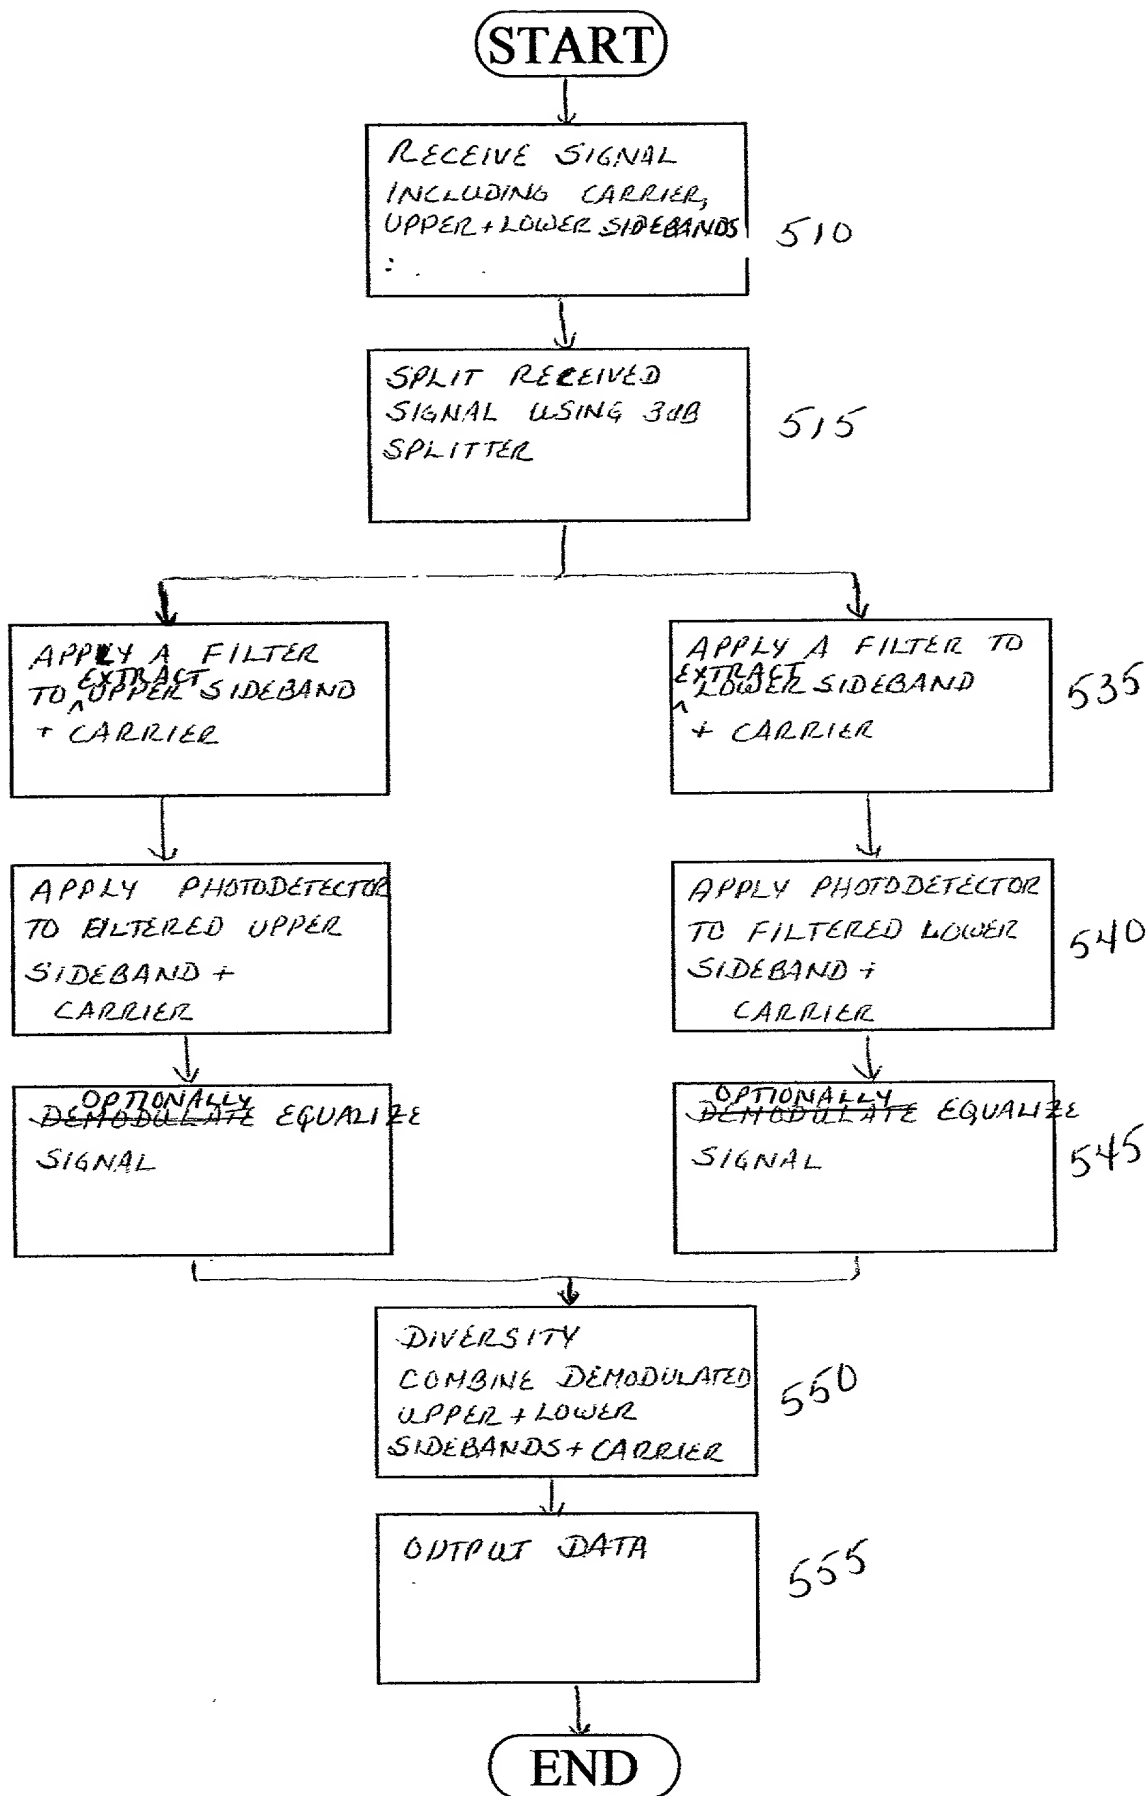 START
RECEIVE SIGNAL
INCLUDING CARRIER,
UPPER + LOWER SIDEBANDS
510
SPLIT RECEIVED
SIGNAL USING 3dB
SPLITTER
515
APPLY A FILTER
TO EXTRACT UPPER SIDEBAND
+ CARRIER
APPLY A FILTER TO
EXTRACT LOWER SIDEBAND
+ CARRIER
535
APPLY PHOTODETECTOR
TO FILTERED UPPER
SIDEBAND +
CARRIER
APPLY PHOTODETECTOR
TO FILTERED LOWER
SIDEBAND +
CARRIER
540
OPTIONALLY
DEMODULATE EQUALIZE
SIGNAL
OPTIONALLY
DEMODULATE EQUALIZE
SIGNAL
545
DIVERSITY
COMBINE DEMODULATED
UPPER + LOWER
SIDEBANDS + CARRIER
550
OUTPUT DATA
555
END